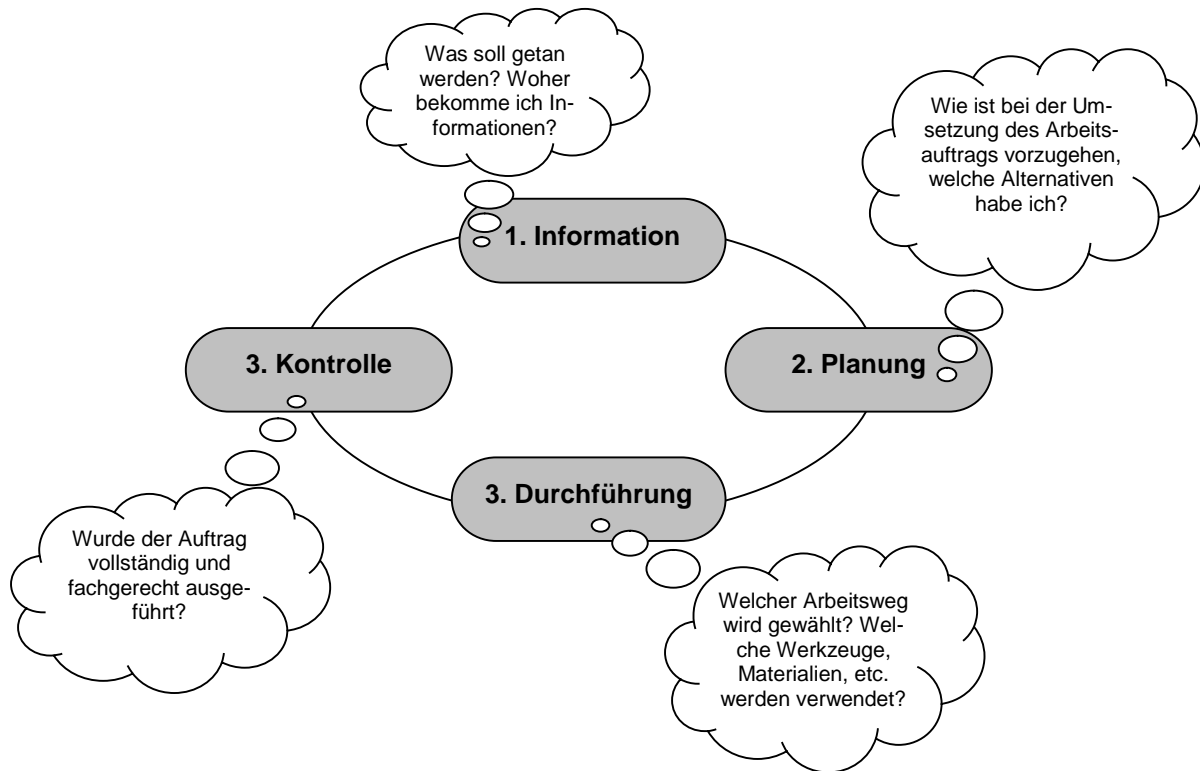 Was soll getan
werden? Woher
bekomme ich In-
formationen?
Wie ist bei der Um-
setzung des Arbeits-
auftrags vorzugehen,
welche Alternativen
habe ich?
1. Information
3. Kontrolle
2. Planung
3. Durchführung
Wurde der Auftrag
vollständig und
fachgerecht ausge-
führt?
Welcher Arbeitsweg
wird gewählt? Wel-
che Werkzeuge,
Materialien, etc.
werden verwendet?